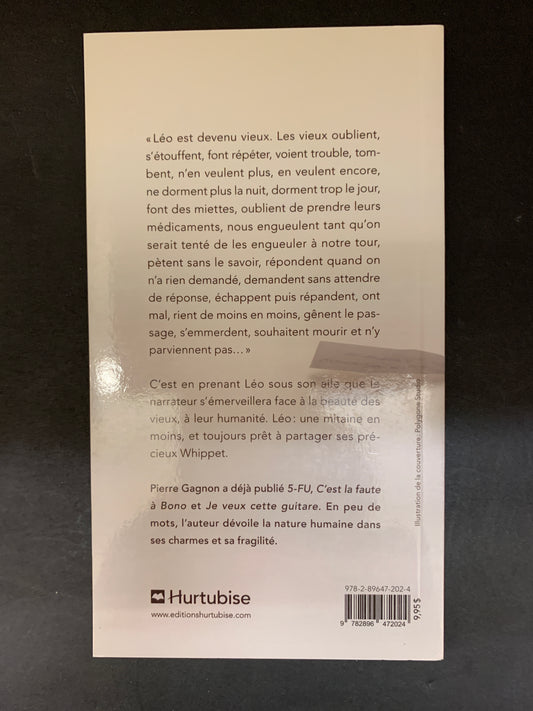 « Léo est devenu vieux. Les vieux oublient,
s'étouffent, font répéter, voient trouble, tom-
bent, n'en veulent plus, en veulent encore,
ne dorment plus la nuit, dorment trop le jour,
font des miettes, oublient de prendre leurs
médicaments, nous engueulent tant qu'on
serait tenté de les engueuler à notre tour,
pètent sans le savoir, répondent quand on
n'a rien demandé, demandent sans attendre
de réponse, échappent puis répandent, ont
mal, rient de moins en moins, gênent le pas-
sage, s'emmerdent, souhaitent mourir et n'y
parviennent pas... »
C'est en prenant Léo sous son aile que le
narrateur s'émerveillera face à la beauté des
vieux, à leur humanité. Léo : une mitaine en
moins, et toujours prêt à partager ses pré-
cieux Whippet.
Pierre Gagnon a déjà publié 5-FU, C'est la faute
à Bono et Je veux cette guitare. En peu de
mots, l'auteur dévoile la nature humaine dans
ses charmes et sa fragilité.
Illustration de la couverture : Polygone Studio
Hurtubise
www.editionshurtubise.com
978-2-89647-202-4
9 782896 472024
9,95 $